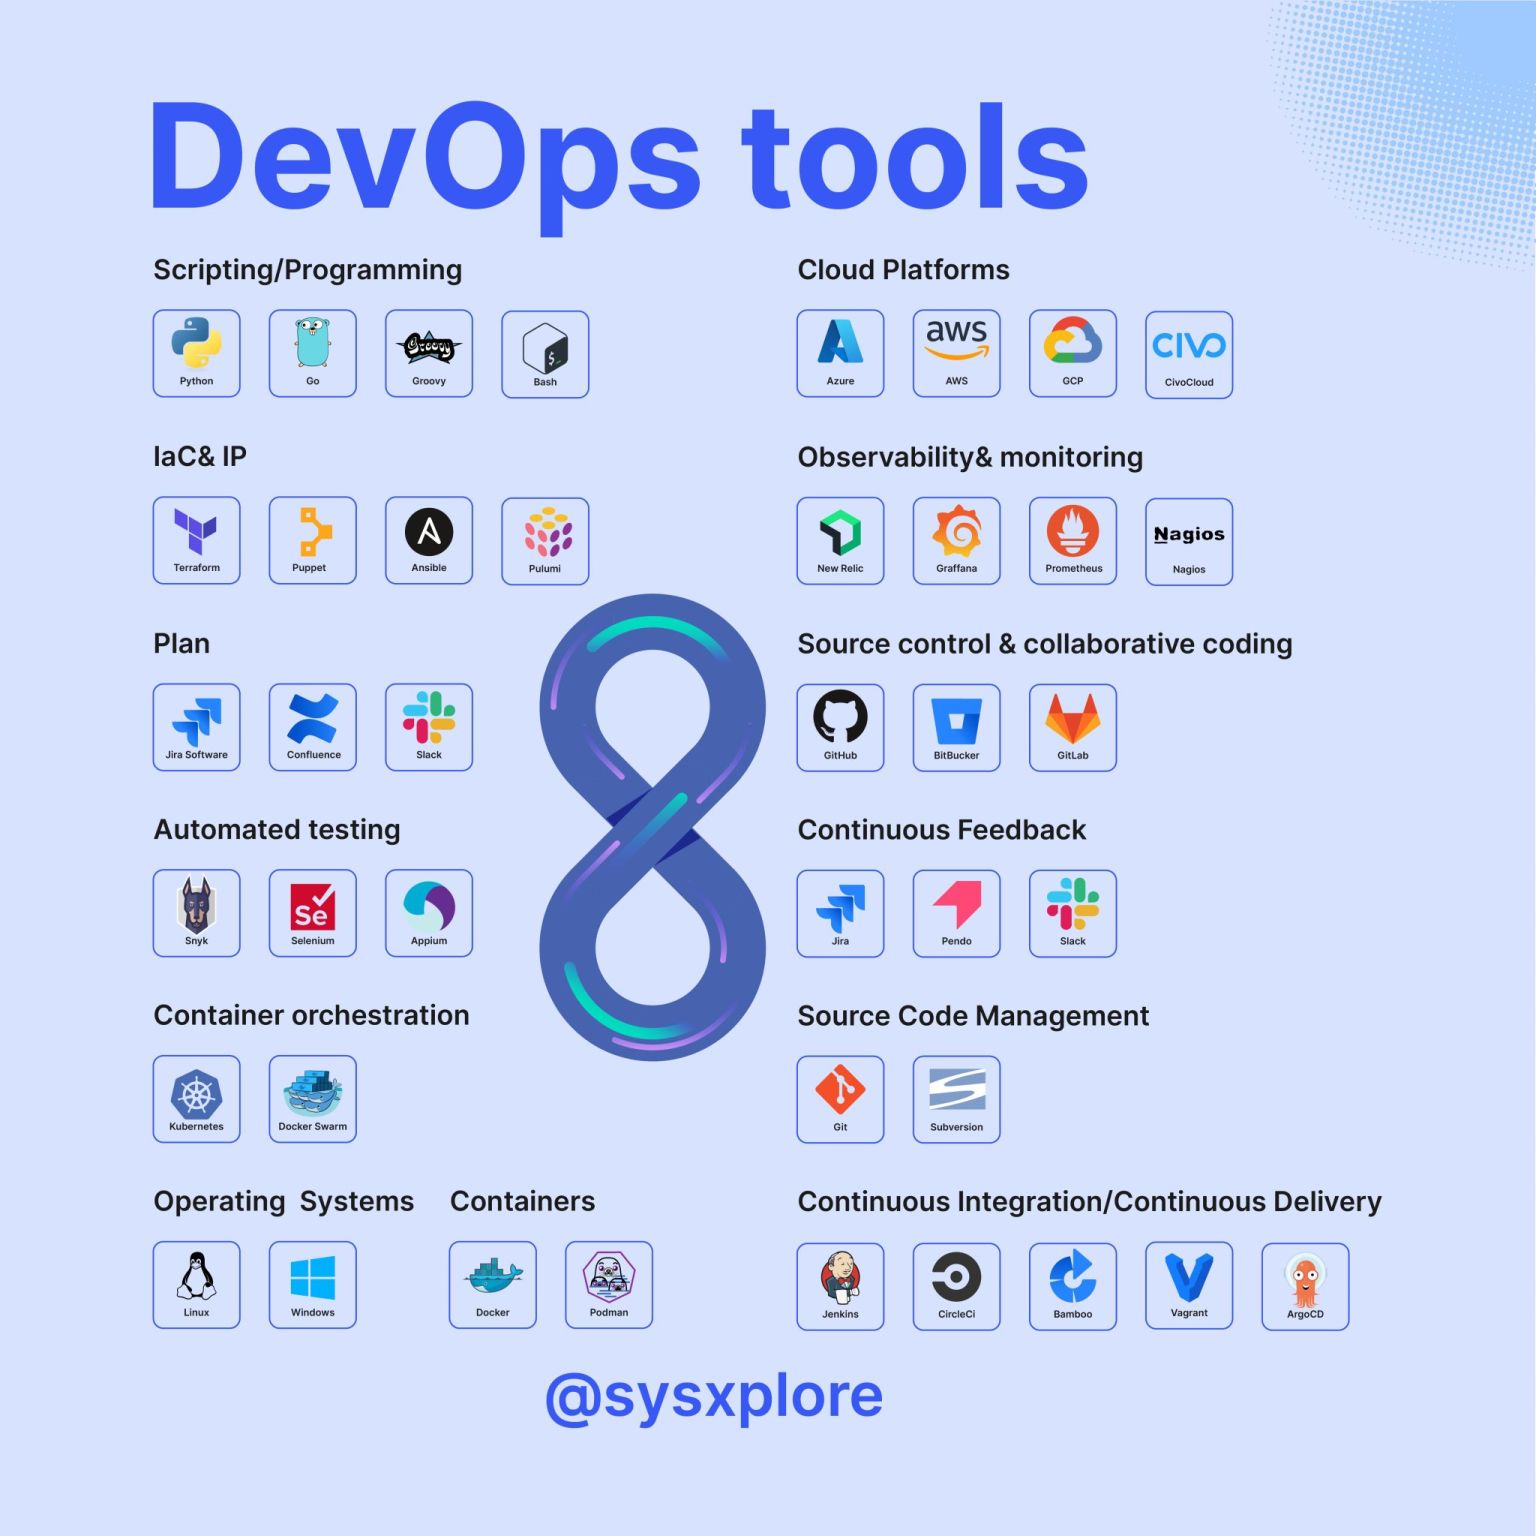 DevOps tools
Scripting/Programming
Python
Go
Groovy
Groovy
$_
Bash
Cloud Platforms
Azure
aws
AWS
GCP
CIVO
CivoCloud
IaC& IP
Terraform
Puppet
A
Ansible
Pulumi
Observability& monitoring
New Relic
Graffana
Prometheus
Nagios
Nagios
Plan
Jira Software
Confluence
Slack
Source control & collaborative coding
GitHub
BitBucker
GitLab
Automated testing
Snyk
Se
Selenium
Appium
Continuous Feedback
Jira
Pendo
Slack
Container orchestration
Kubernetes
Docker Swarm
Source Code Management
Git
Subversion
Operating  Systems
Linux
Windows
Containers
Docker
Podman
Continuous Integration/Continuous Delivery
Jenkins
CircleCi
Bamboo
Vagrant
ArgoCD
@sysxplore